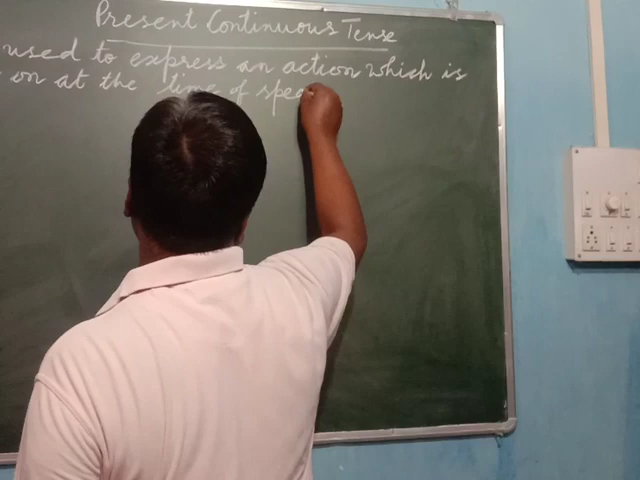 Present Continuous Tense
used to express an action which is
on at the time of spea